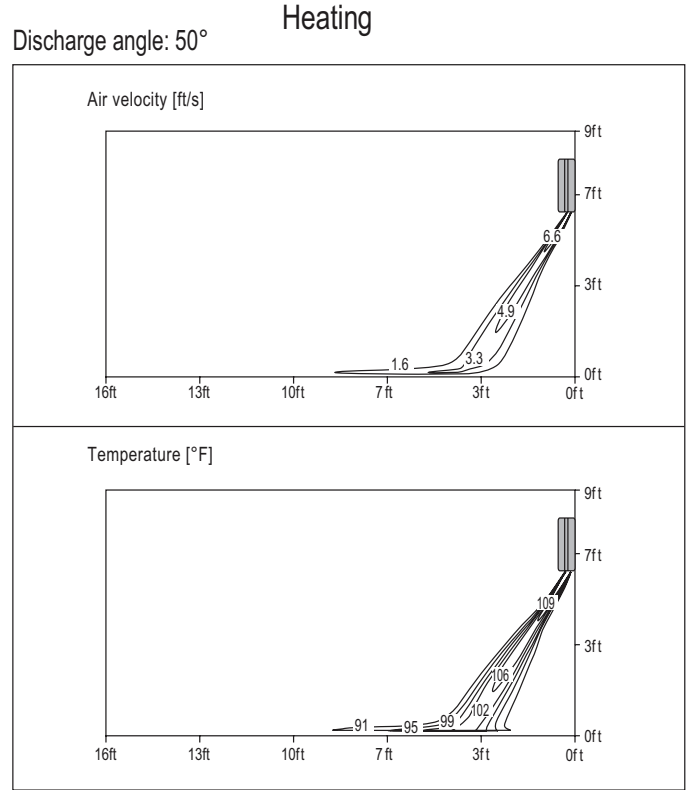 Heating
Discharge angle: 50°
Air velocity [ft/s]
9ft
7ft
6.6
3ft
4.9
3.3
1.6
0ft
16ft 13ft 10ft 7ft 3ft 0ft
Temperature [°F]
9ft
7ft
109
3ft
106
102
99
95
91
0ft
16ft 13ft 10ft 7ft 3ft 0ft